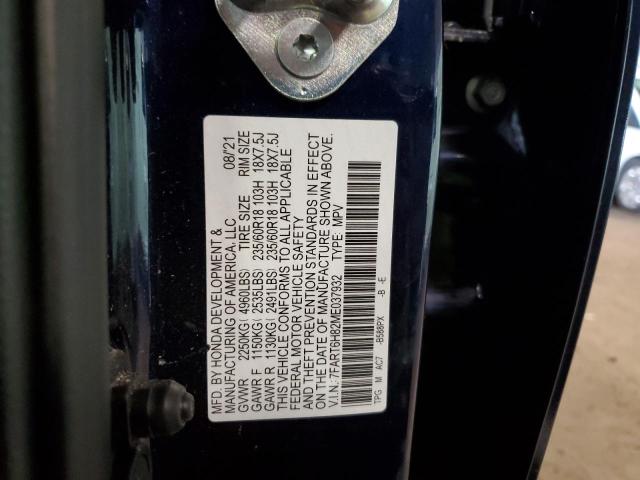 MFD. BY HONDA DEVELOPMENT &
MANUFACTURING OF AMERICA, LLC 08/'21
GVWR 2250KG ( 4960LBS) TIRE SIZE RIM SIZE
GAWR F 1150KG ( 2535LBS) 235/60R18 103H 18X7.5J
GAWR R 1130KG ( 2491LBS) 235/60R18 103H 18X7.5J
THIS VEHICLE CONFORMS TO ALL APPLICABLE
FEDERAL MOTOR VEHICLE SAFETY
AND THEFT PREVENTION STANDARDS IN EFFECT
ON THE DATE OF MANUFACTURE SHOWN ABOVE.
V.I.N.: 7FART6H82ME037932 TYPE: MPV
TPG M AC7 -B588PX -B -E